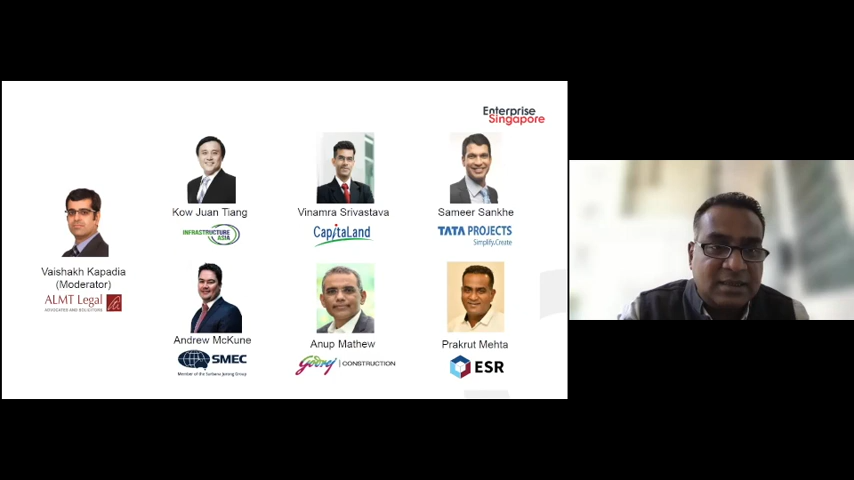 Enterprise
Singapore
Kow Juan Tiang
INFRASTRUCTURE
ASIA
Vinamra Srivastava
CapitaLand
Sameer Sankhe
TATA PROJECTS
Simplify.Create
Vaishakh Kapadia
(Moderator)
ALMT Legal
ADVOCATES AND SOLICITORS
Andrew McKune
SMEC
Member of the Surbana Jurong Group
Anup Mathew
Godrej | CONSTRUCTION
Prakrut Mehta
ESR